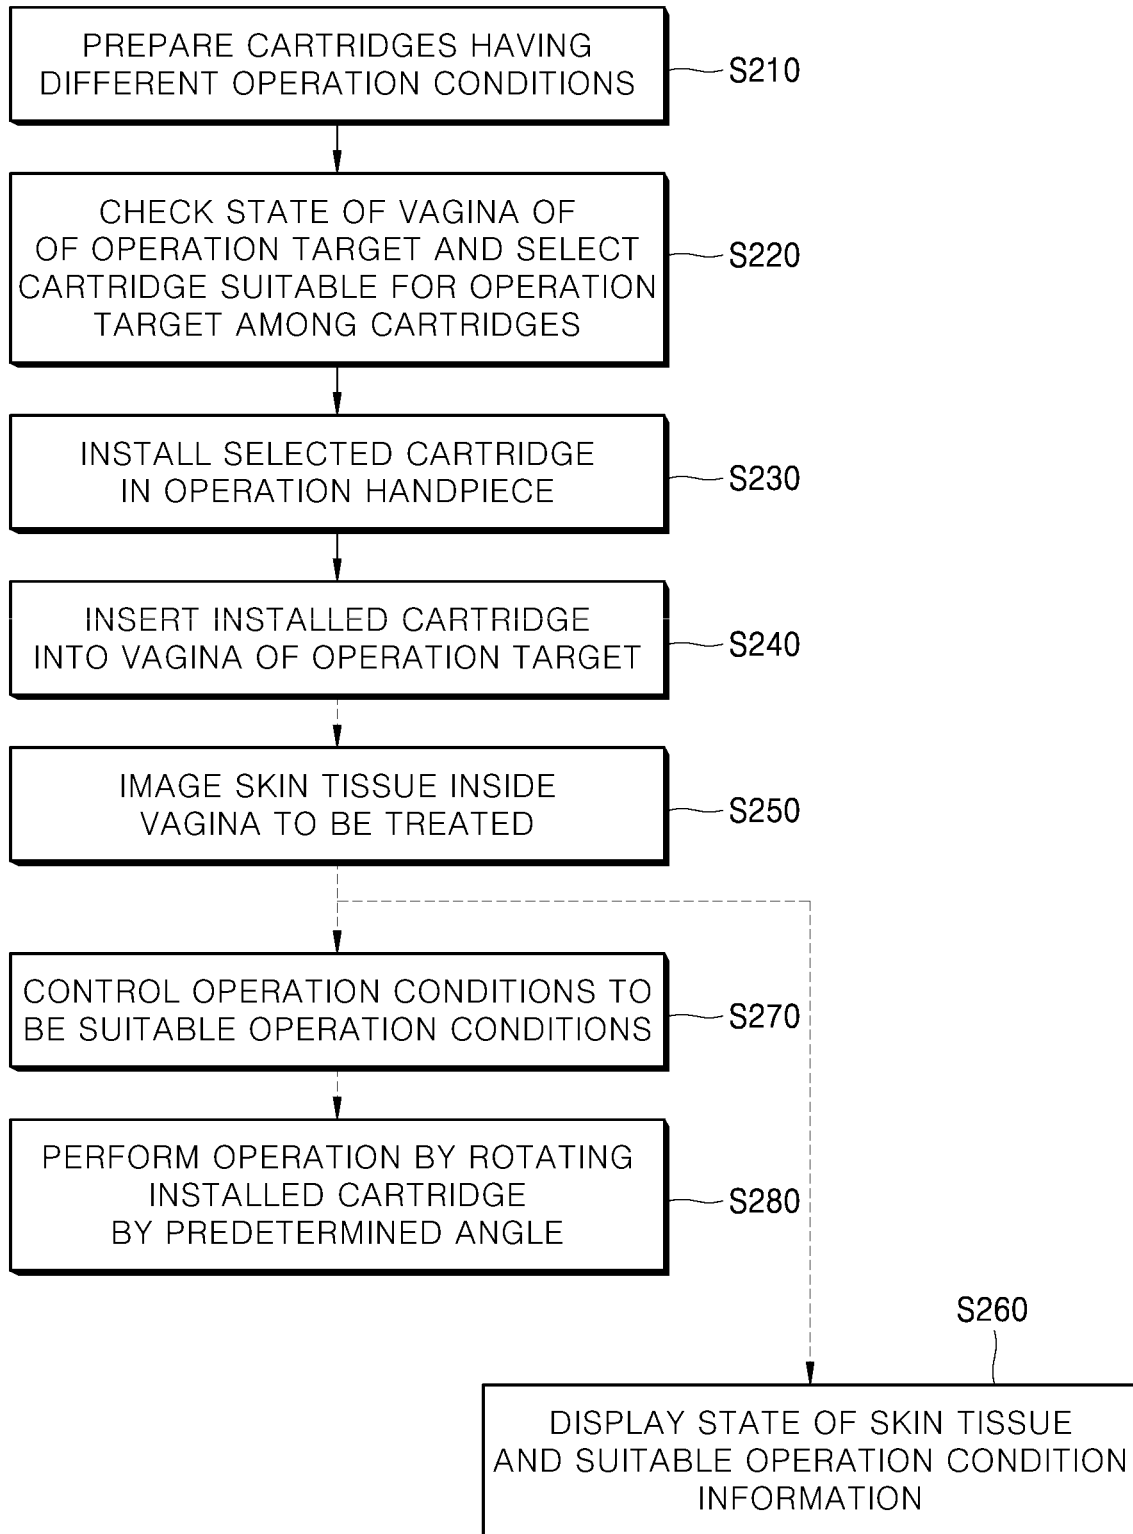 PREPARE CARTRIDGES HAVING
DIFFERENT OPERATION CONDITIONS
S210
CHECK STATE OF VAGINA OF
OF OPERATION TARGET AND SELECT
CARTRIDGE SUITABLE FOR OPERATION
TARGET AMONG CARTRIDGES
S220
INSTALL SELECTED CARTRIDGE
IN OPERATION HANDPIECE
S230
INSERT INSTALLED CARTRIDGE
INTO VAGINA OF OPERATION TARGET
S240
IMAGE SKIN TISSUE INSIDE
VAGINA TO BE TREATED
S250
CONTROL OPERATION CONDITIONS TO
BE SUITABLE OPERATION CONDITIONS
S270
PERFORM OPERATION BY ROTATING
INSTALLED CARTRIDGE
BY PREDETERMINED ANGLE
S280
S260
DISPLAY STATE OF SKIN TISSUE
AND SUITABLE OPERATION CONDITION
INFORMATION